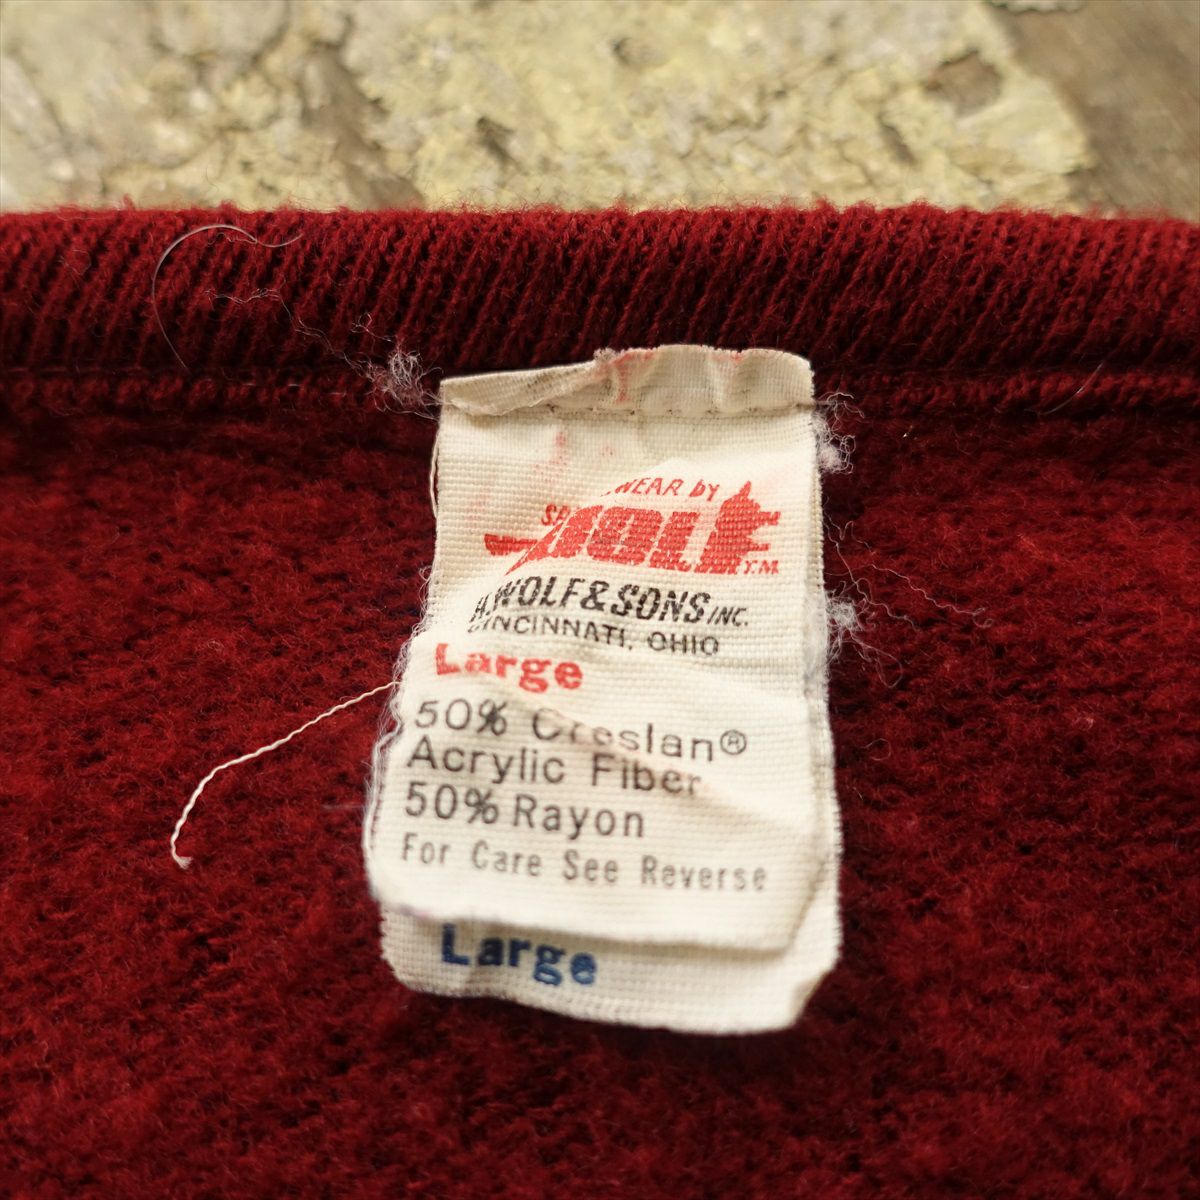 WEAR by
WOLF T.M.
H.WOLF & SONS INC.
CINCINNATI, OHIO
Large
50% Creslan®
Acrylic Fiber
50% Rayon
For Care See Reverse
Large